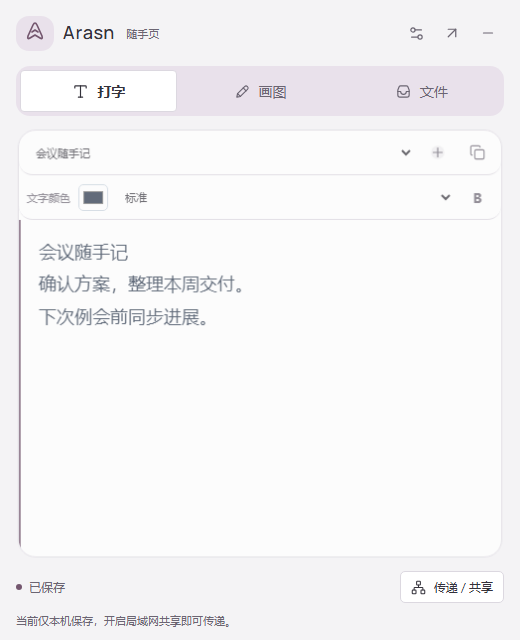 Arasn 随手页
打字 画图 文件
会议随手记
文字颜色 标准 B
会议随手记
确认方案，整理本周交付。
下次例会前同步进展。
已保存 传递 / 共享
当前仅本机保存，开启局域网共享即可传递。